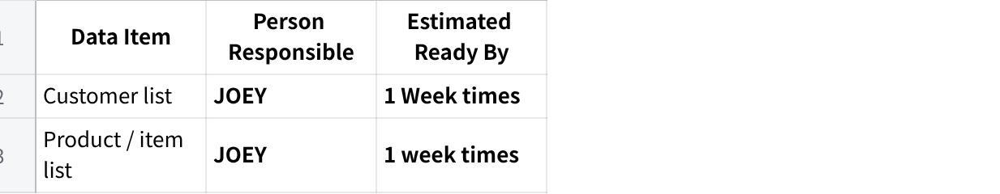 1 Data Item Person Responsible Estimated Ready By
2 Customer list JOEY 1 Week times
3 Product / item list JOEY 1 week times